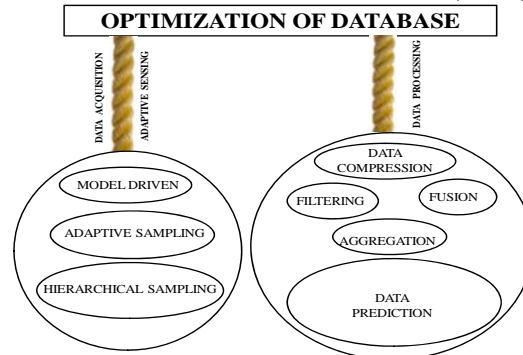 OPTIMIZATION OF DATABASE
DATA ACQUISITION
ADAPTIVE SENSING
MODEL DRIVEN
ADAPTIVE SAMPLING
HIERARCHICAL SAMPLING
DATA PROCESSING
DATA
COMPRESSION
FILTERING
FUSION
AGGREGATION
DATA
PREDICTION